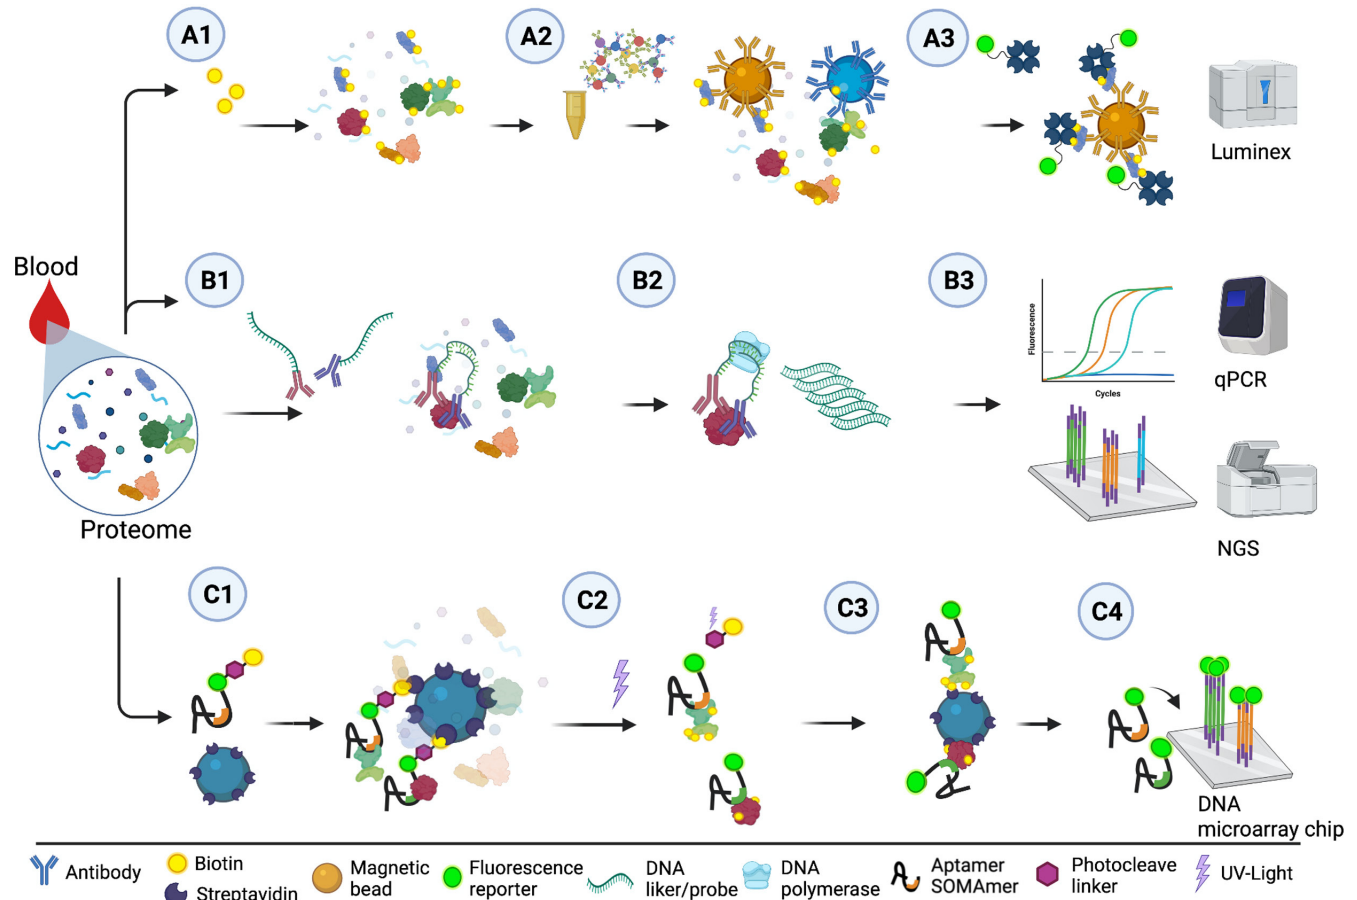 A1
A2
A3
Luminex
Blood
B1
B2
B3
Fluorescence
Cycles
qPCR
NGS
Proteome
C1
C2
C3
C4
DNA
microarray chip
Antibody
Biotin
Streptavidin
Magnetic
bead
Fluorescence
reporter
DNA
liker/probe
DNA
polymerase
Aptamer
SOMAmer
Photocleave
linker
UV-Light